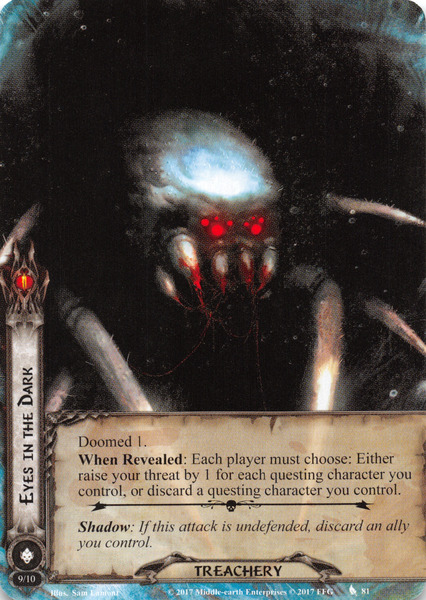 EYES IN THE DARK
Doomed 1.
When Revealed: Each player must choose: Either
raise your threat by 1 for each questing character you
control, or discard a questing character you control.
Shadow: If this attack is undefended, discard an ally
you control.
TREACHERY
9/10
Illus. Sam Lamont © 2017 Middle-earth Enterprises © 2017 FFG 81